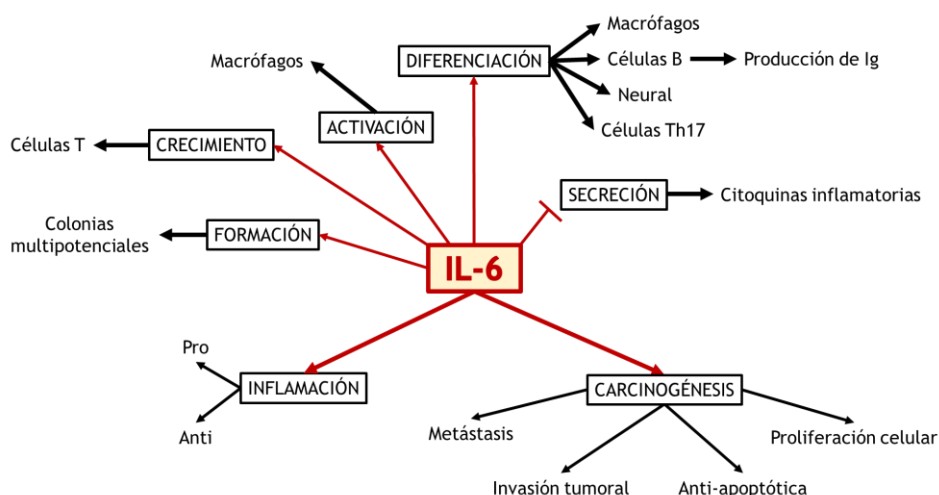 Macrófagos
DIFERENCIACIÓN
Células B
Producción de Ig
Macrófagos
Neural
ACTIVACIÓN
Células Th17
Células T
CRECIMIENTO
SECRECIÓN
Citoquinas inflamatorias
Colonias
multipotenciales
FORMACIÓN
IL-6
Pro
INFLAMACIÓN
CARCINOGÉNESIS
Anti
Metástasis
Proliferación celular
Invasión tumoral
Anti-apoptótica